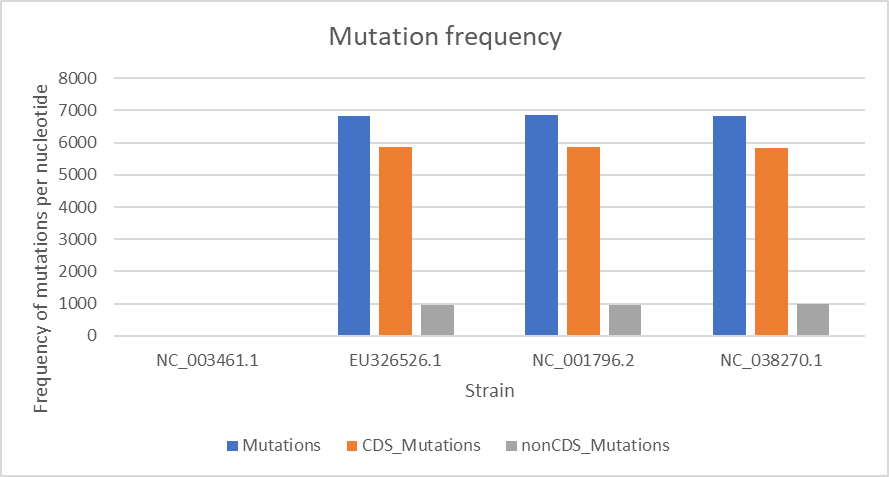 Mutation frequency
Frequency of mutations per nucleotide
8000
7000
6000
5000
4000
3000
2000
1000
0
NC_003461.1 EU326526.1 NC_001796.2 NC_038270.1
Strain
Mutations CDS_Mutations nonCDS_Mutations